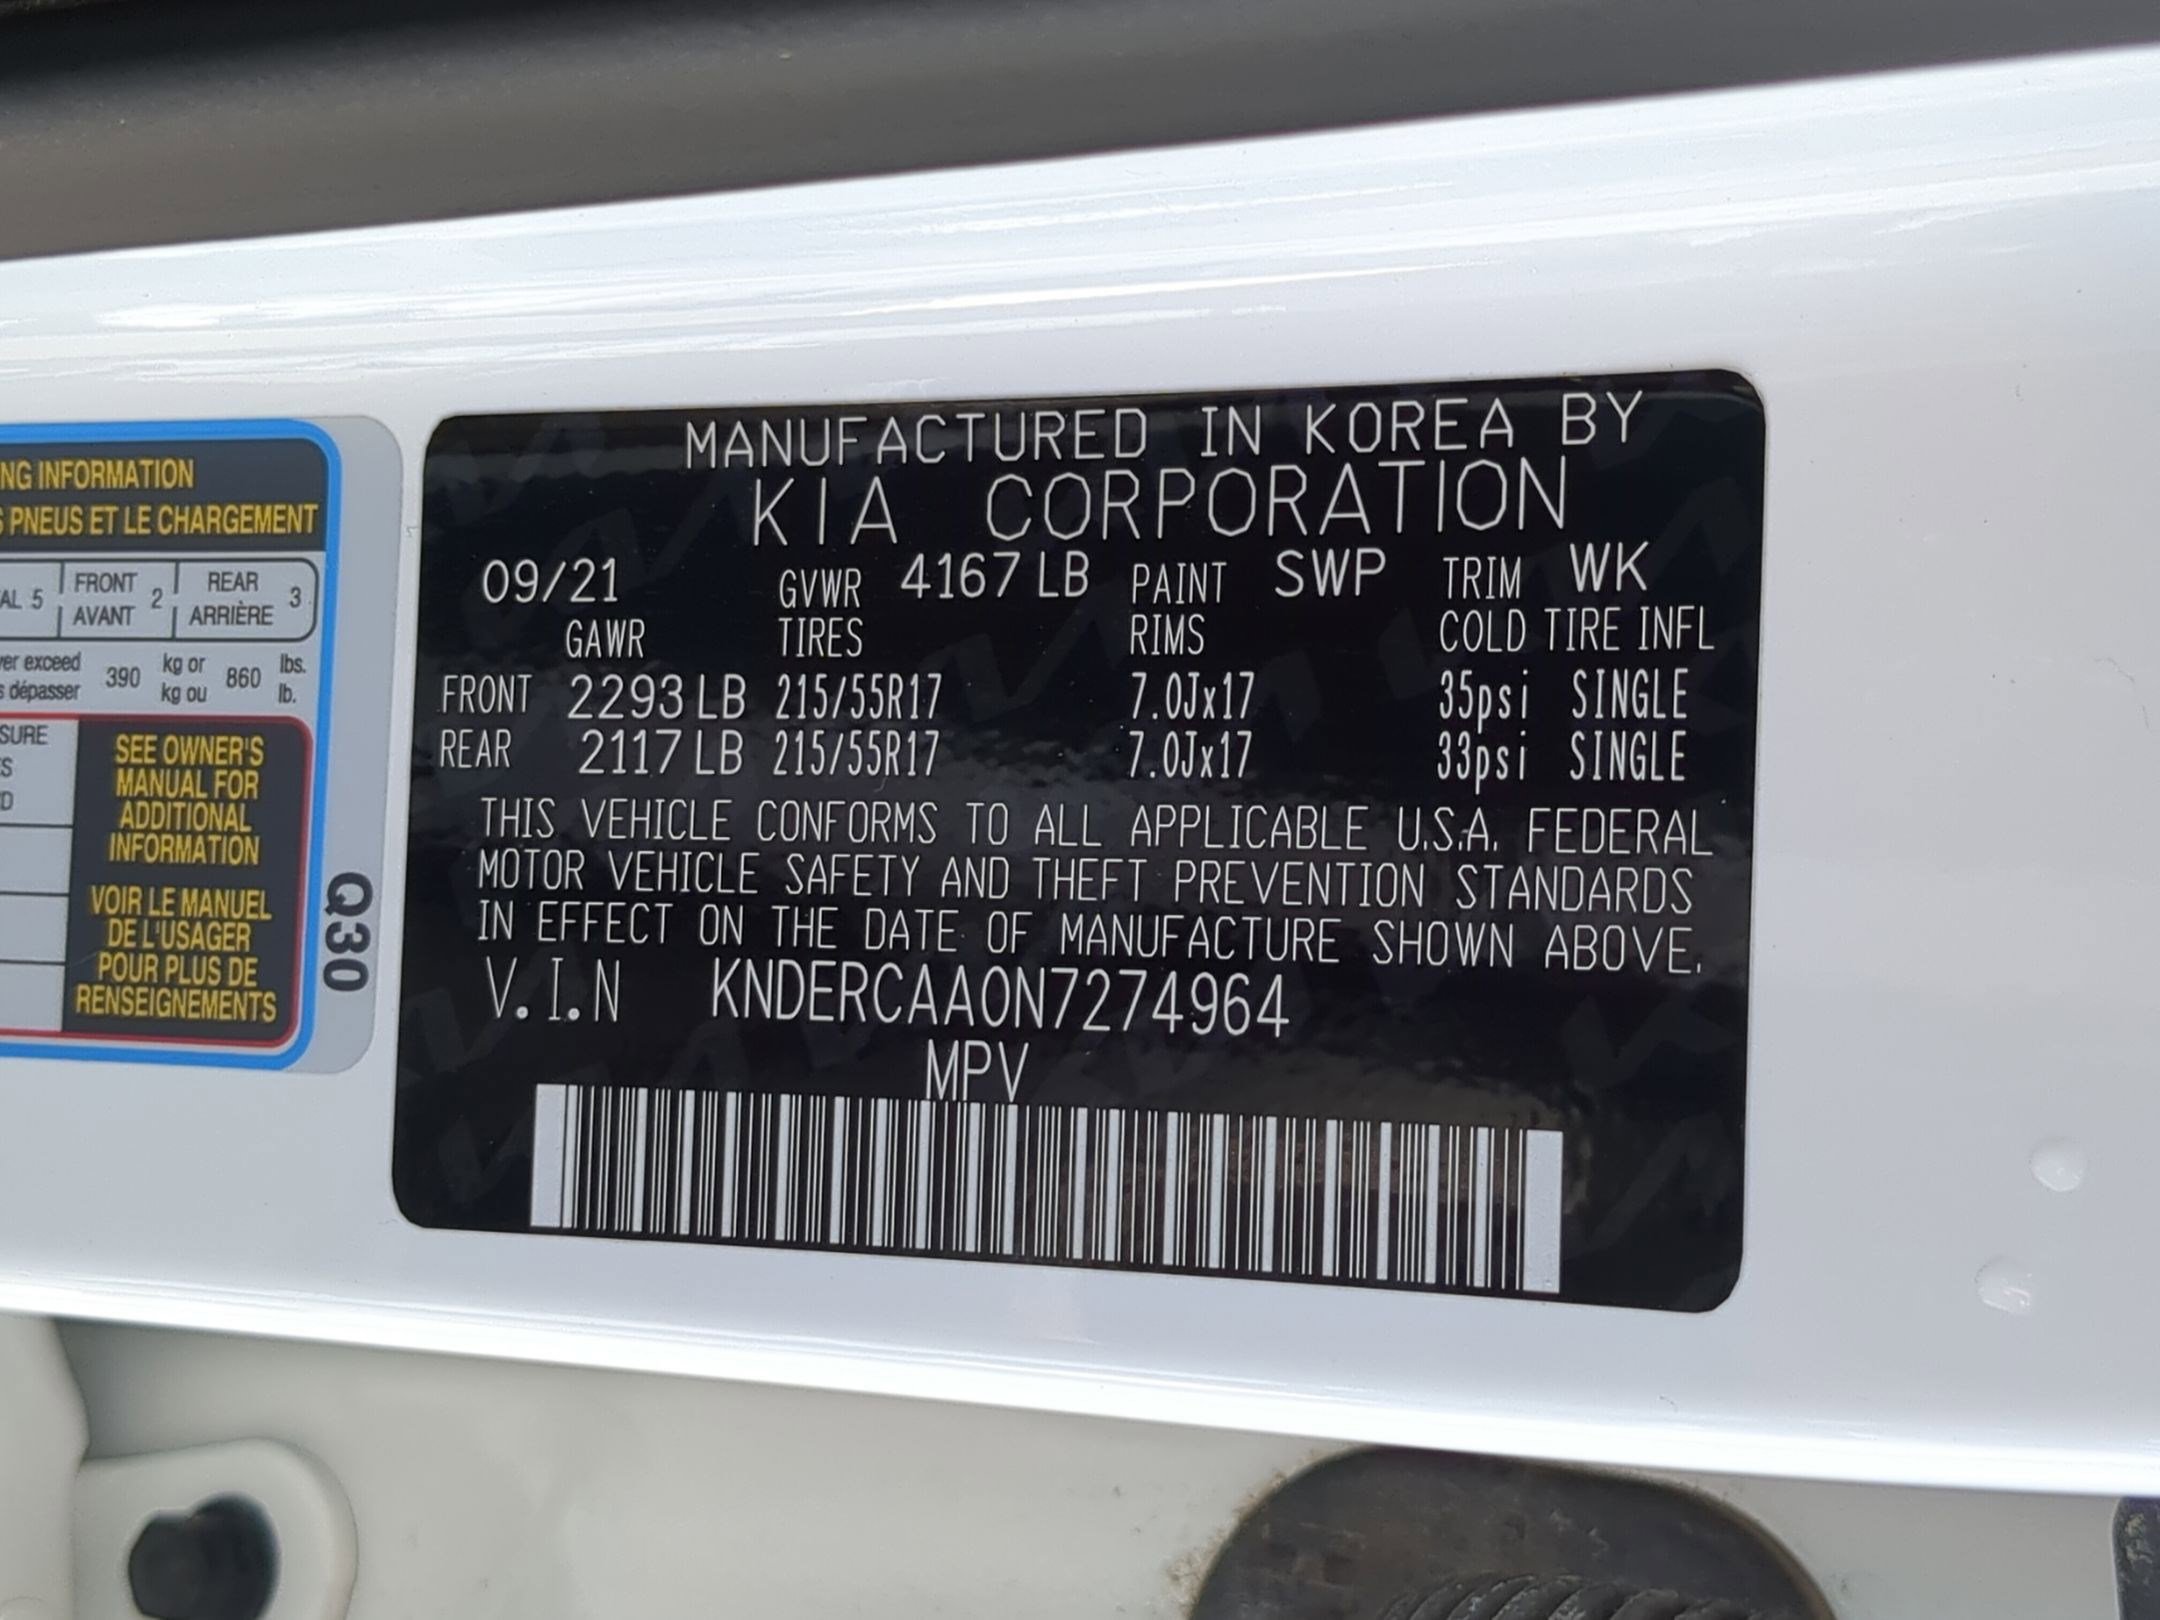 NG INFORMATION
PNEUS ET LE CHARGEMENT
5 FRONT 2 REAR 3
AVANT ARRIÈRE
exceed 390 kg or 860 lbs.
dépasser kg ou lb.
SEE OWNER'S
MANUAL FOR
ADDITIONAL
INFORMATION
VOIR LE MANUEL
DE L'USAGER
POUR PLUS DE
RENSEIGNEMENTS
Q30
MANUFACTURED IN KOREA BY
KIA CORPORATION
09/21 GVWR 4167 LB PAINT SWP TRIM WK
GAWR TIRES RIMS COLD TIRE INFL
FRONT 2293 LB 215/55R17 7.0Jx17 35psi SINGLE
REAR 2117 LB 215/55R17 7.0Jx17 33psi SINGLE
THIS VEHICLE CONFORMS TO ALL APPLICABLE U.S.A. FEDERAL
MOTOR VEHICLE SAFETY AND THEFT PREVENTION STANDARDS
IN EFFECT ON THE DATE OF MANUFACTURE SHOWN ABOVE.
V.I.N KNDERCAA0N7274964
MPV